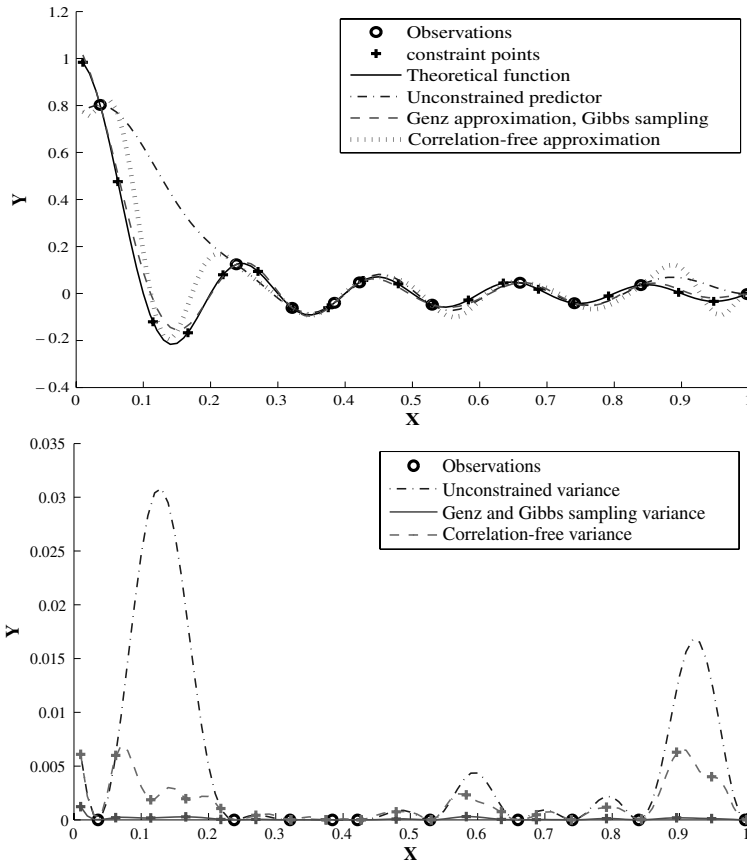 1.2
1
0.8
0.6
0.4
0.2
0
– 0.2
– 0.4
Y
Observations
constraint points
Theoretical function
Unconstrained predictor
Genz approximation, Gibbs sampling
Correlation-free approximation
0 0.1 0.2 0.3 0.4 0.5 0.6 0.7 0.8 0.9 1
X
0.035
0.03
0.025
0.02
0.015
0.01
0.005
0
Y
Observations
Unconstrained variance
Genz and Gibbs sampling variance
Correlation-free variance
0 0.1 0.2 0.3 0.4 0.5 0.6 0.7 0.8 0.9 1
X